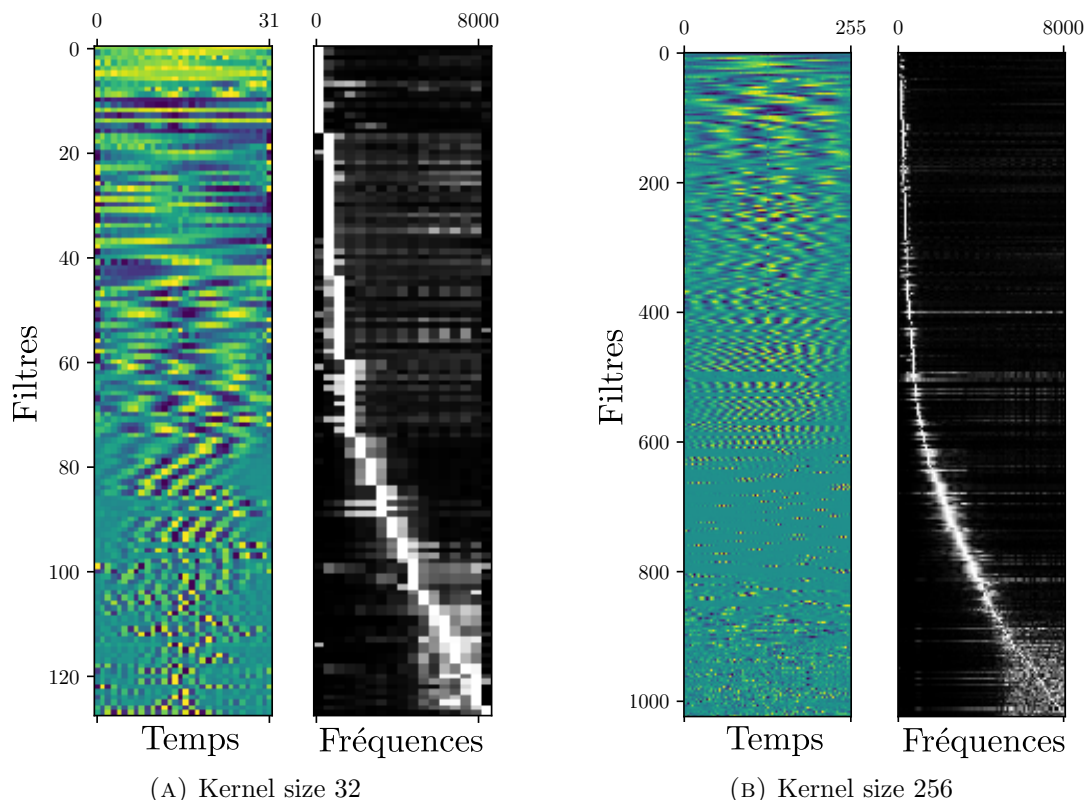 0 31 0 8000
0
20
40
60
80
100
120
Filtres
Temps Fréquences
(A) Kernel size 32
0 255 0 8000
0
200
400
600
800
1000
Filtres
Temps Fréquences
(B) Kernel size 256